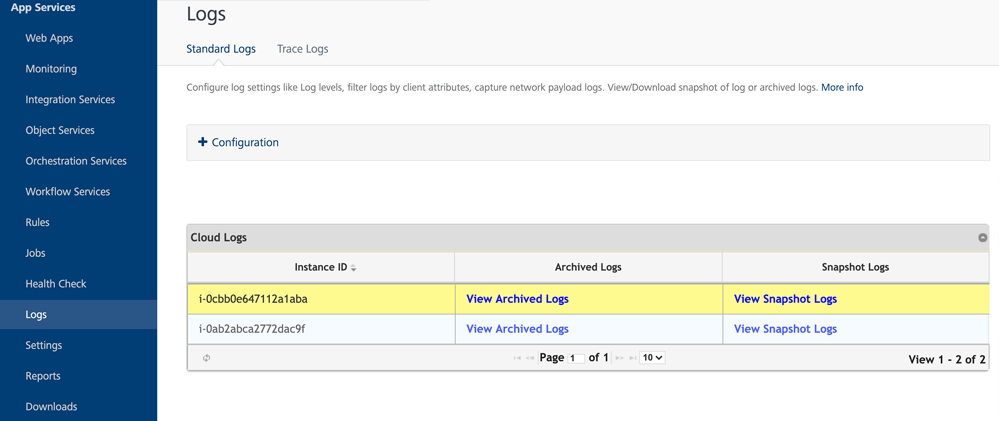 App Services
Web Apps
Monitoring
Integration Services
Object Services
Orchestration Services
Workflow Services
Rules
Jobs
Health Check
Logs
Settings
Reports
Downloads
Logs
Standard Logs Trace Logs
Configure log settings like Log levels, filter logs by client attributes, capture network payload logs. View/Download snapshot of log or archived logs. More info
+ Configuration
Cloud Logs
Instance ID Archived Logs Snapshot Logs
i-0cbb0e647112a1aba View Archived Logs View Snapshot Logs
i-0ab2abca2772dac9f View Archived Logs View Snapshot Logs
Page 1 of 1 10 View 1 - 2 of 2